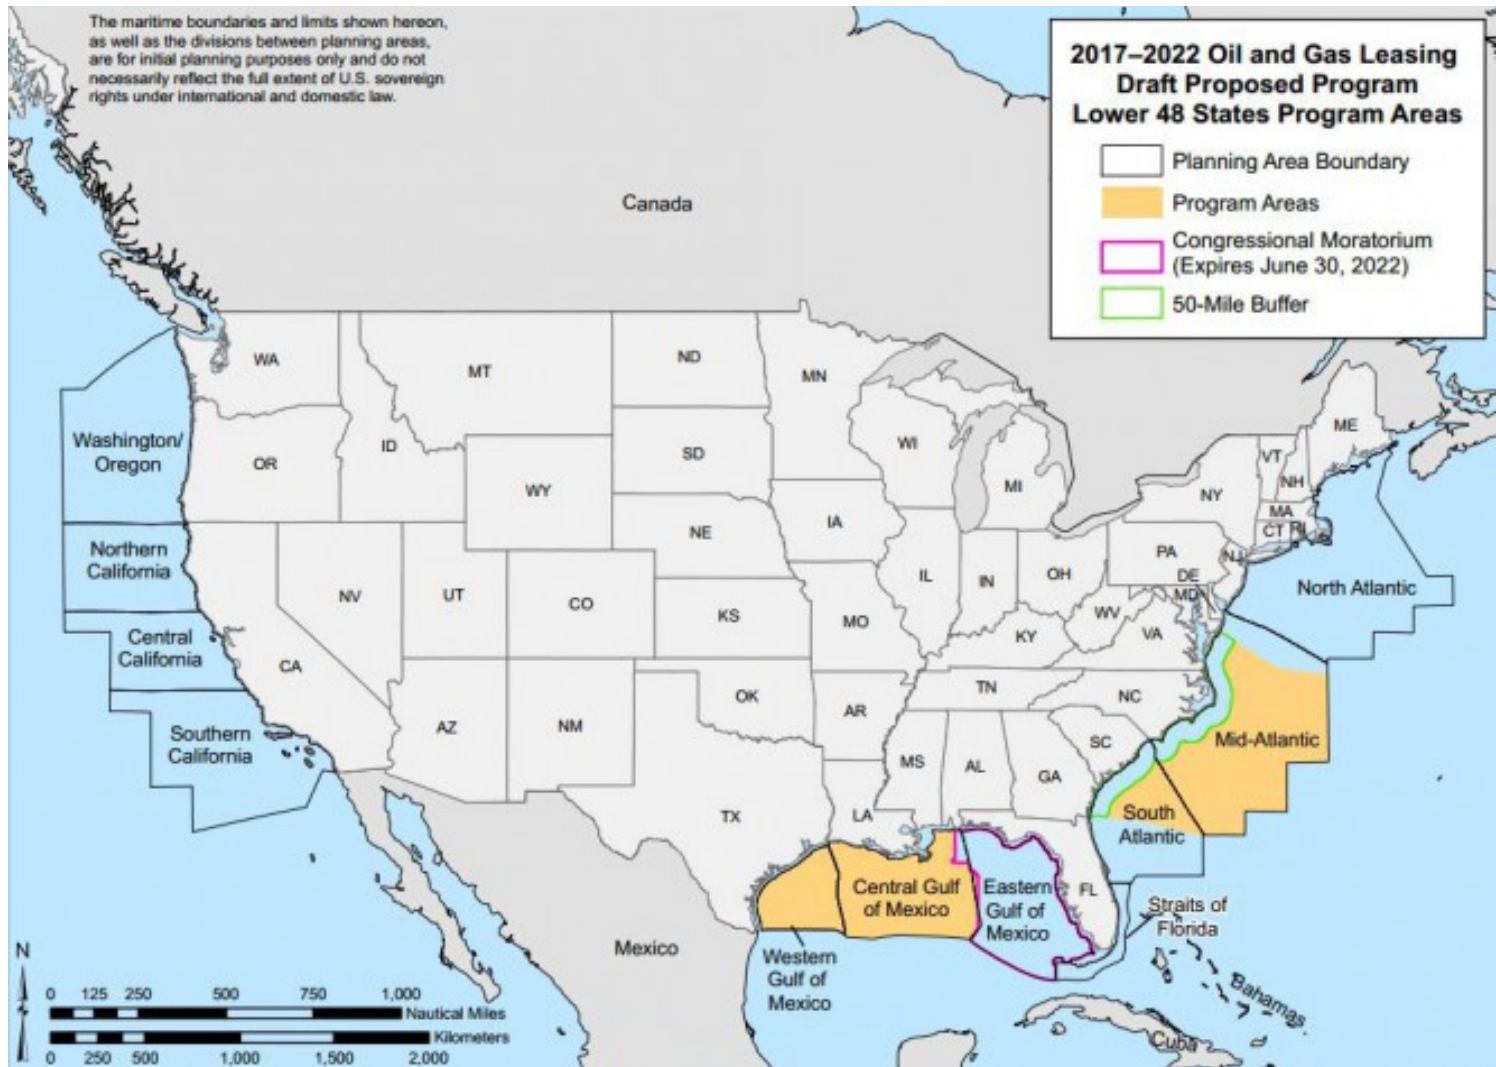 The maritime boundaries and limits shown hereon,
as well as the divisions between planning areas,
are for initial planning purposes only and do not
necessarily reflect the full extent of U.S. sovereign
rights under international and domestic law.
2017–2022 Oil and Gas Leasing
Draft Proposed Program
Lower 48 States Program Areas
Planning Area Boundary
Program Areas
Congressional Moratorium
(Expires June 30, 2022)
50-Mile Buffer
Canada
WA
MT
ND
MN
ME
Washington/
Oregon
OR
ID
WY
SD
WI
MI
NY
VT
NH
MA
CT
RI
Northern
California
NV
UT
CO
NE
IA
IL
IN
OH
PA
NJ
DE
MD
North Atlantic
Central
California
CA
KS
MO
KY
WV
VA
Southern
California
AZ
NM
OK
AR
TN
NC
Mid-Atlantic
TX
LA
MS
AL
GA
SC
South
Atlantic
Central Gulf
of Mexico
Eastern
Gulf of
Mexico
FL
Straits of
Florida
Mexico
Western
Gulf of
Mexico
Bahamas
Cuba
N
0 125 250 500 750 1,000
Nautical Miles
Kilometers
0 250 500 1,000 1,500 2,000